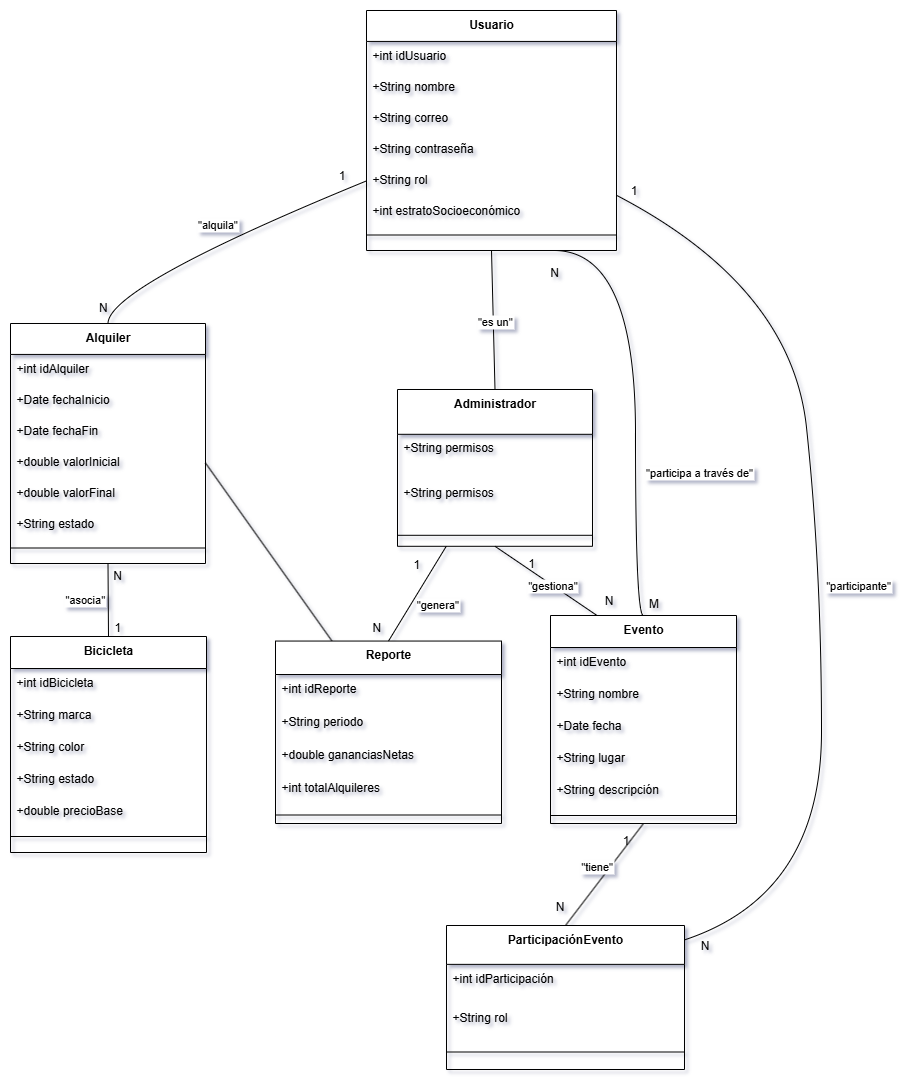 Usuario
+int idUsuario
+String nombre
+String correo
+String contraseña
+String rol
+int estratoSocioeconómico
1
1
"alquila"
N
N
"es un"
Alquiler
+int idAlquiler
+Date fechaInicio
+Date fechaFin
+double valorInicial
+double valorFinal
+String estado
Administrador
+String permisos
+String permisos
"participa a través de"
N
"asocia"
1
1
"genera"
N
1
"gestiona"
N
M
"participante"
Bicicleta
+int idBicicleta
+String marca
+String color
+String estado
+double precioBase
Reporte
+int idReporte
+String periodo
+double gananciasNetas
+int totalAlquileres
Evento
+int idEvento
+String nombre
+Date fecha
+String lugar
+String descripción
1
"tiene"
N
N
ParticipaciónEvento
+int idParticipación
+String rol